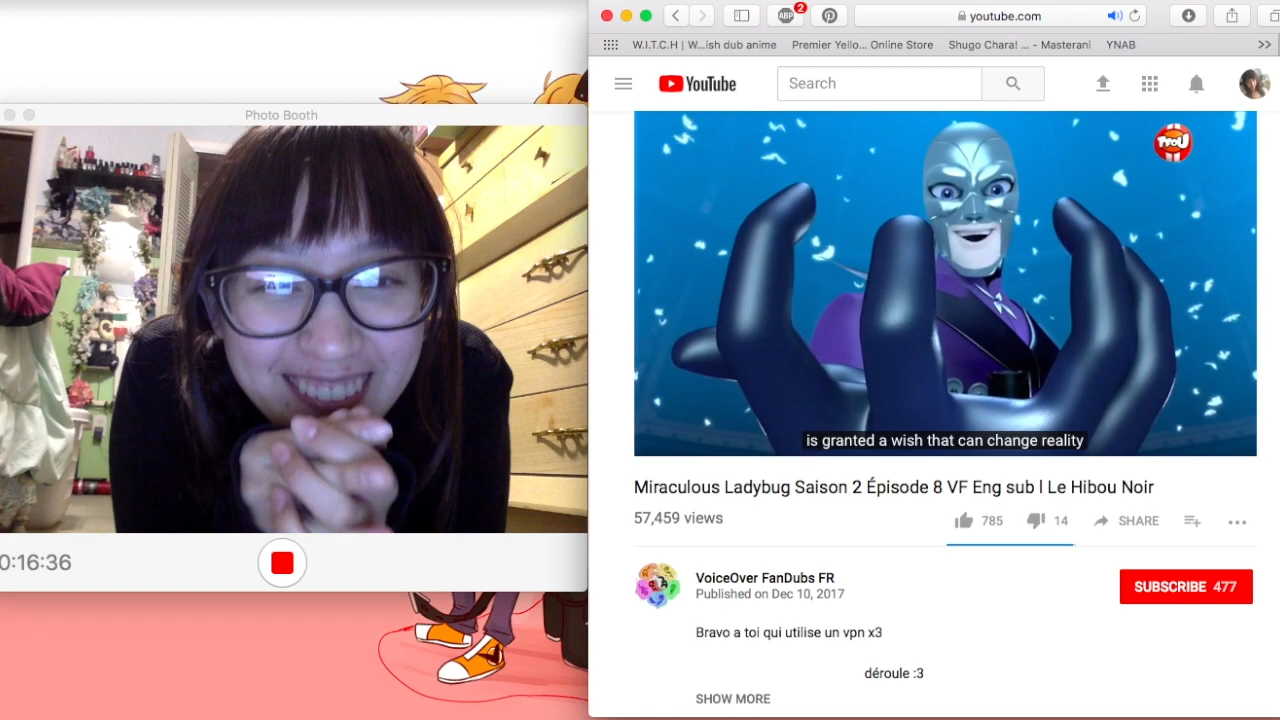 Photo Booth
0:16:36
ABP
2
youtube.com
W.I.T.C.H | W...ish dub anime
Premier Yello... Online Store
Shugo Chara! ... - Masterani
YNAB
>>
YouTube
Search
TFOU
is granted a wish that can change reality
Miraculous Ladybug Saison 2 Épisode 8 VF Eng sub l Le Hibou Noir
57,459 views
785
14
SHARE
VoiceOver FanDubs FR
Published on Dec 10, 2017
SUBSCRIBE 477
Bravo a toi qui utilise un vpn x3
déroule :3
SHOW MORE